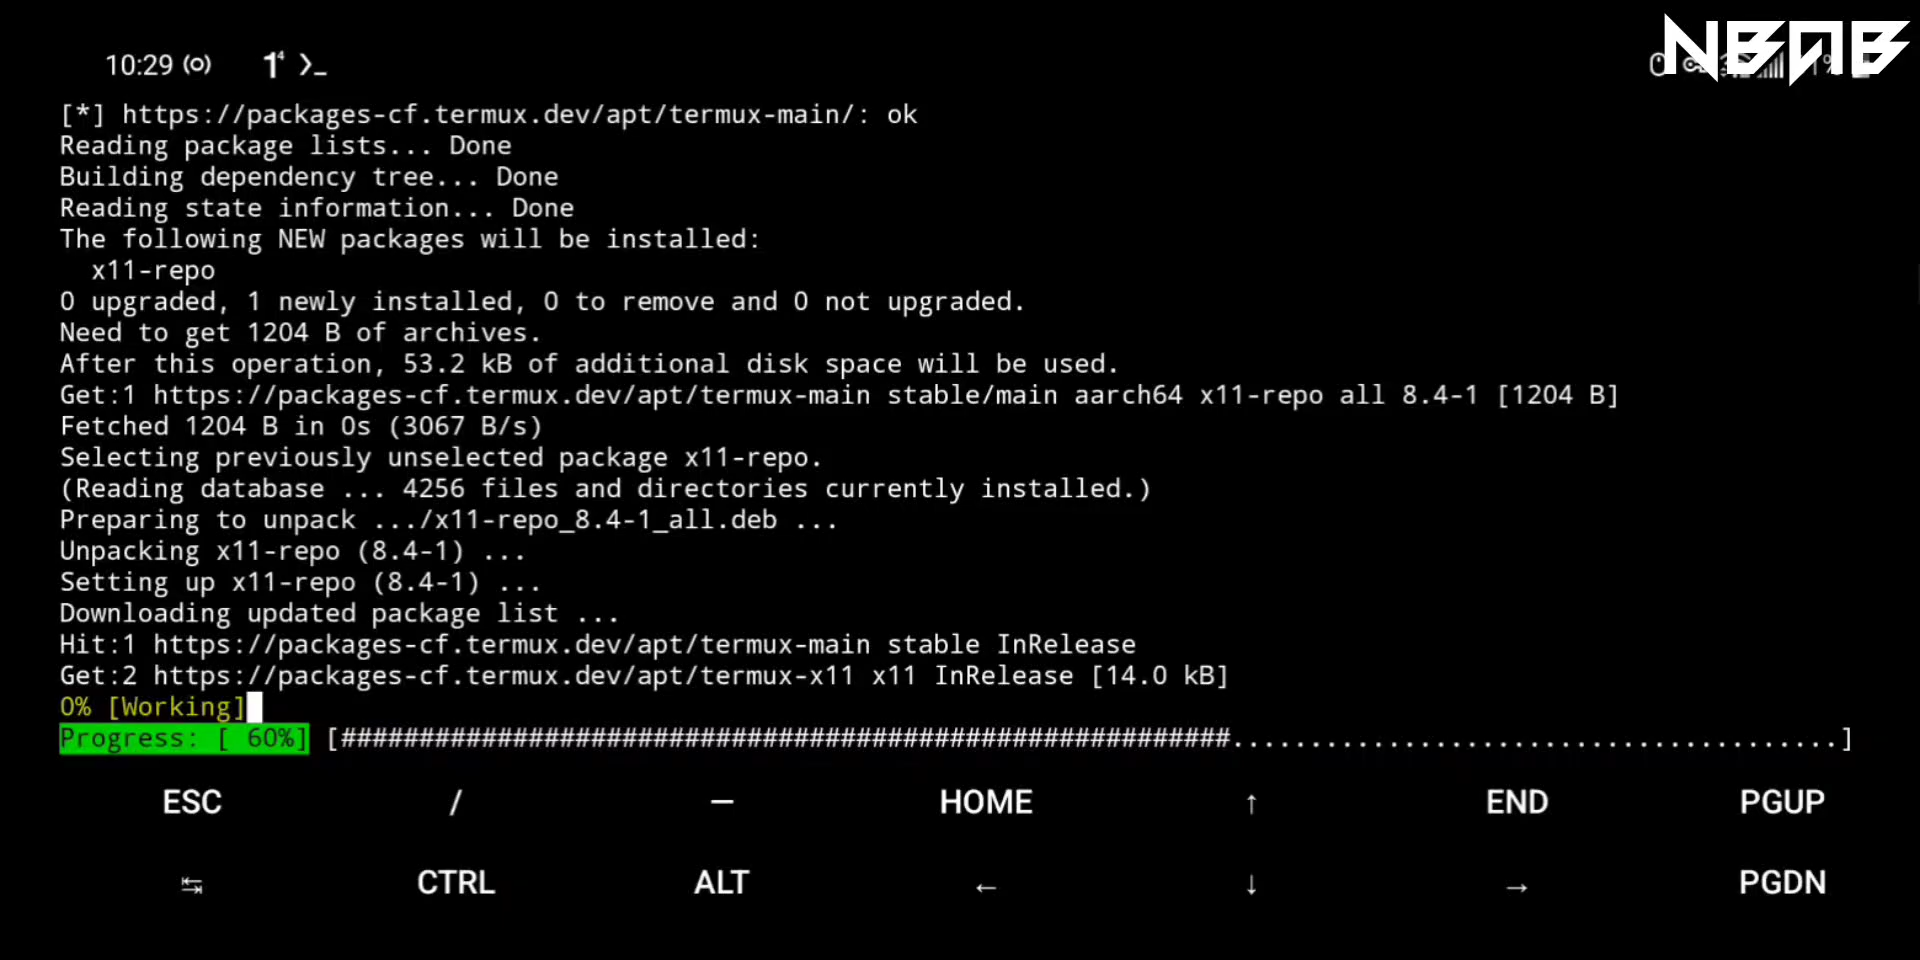 10:29
NBAB
[*] https://packages-cf.termux.dev/apt/termux-main/: ok
Reading package lists... Done
Building dependency tree... Done
Reading state information... Done
The following NEW packages will be installed:
x11-repo
0 upgraded, 1 newly installed, 0 to remove and 0 not upgraded.
Need to get 1204 B of archives.
After this operation, 53.2 kB of additional disk space will be used.
Get:1 https://packages-cf.termux.dev/apt/termux-main stable/main aarch64 x11-repo all 8.4-1 [1204 B]
Fetched 1204 B in 0s (3067 B/s)
Selecting previously unselected package x11-repo.
(Reading database ... 4256 files and directories currently installed.)
Preparing to unpack .../x11-repo_8.4-1_all.deb ...
Unpacking x11-repo (8.4-1) ...
Setting up x11-repo (8.4-1) ...
Downloading updated package list ...
Hit:1 https://packages-cf.termux.dev/apt/termux-main stable InRelease
Get:2 https://packages-cf.termux.dev/apt/termux-x11 x11 InRelease [14.0 kB]
0% [Working]
Progress: [ 60%] [#########################################################.......................................]
ESC / — HOME ↑ END PGUP
↹ CTRL ALT ← ↓ → PGDN